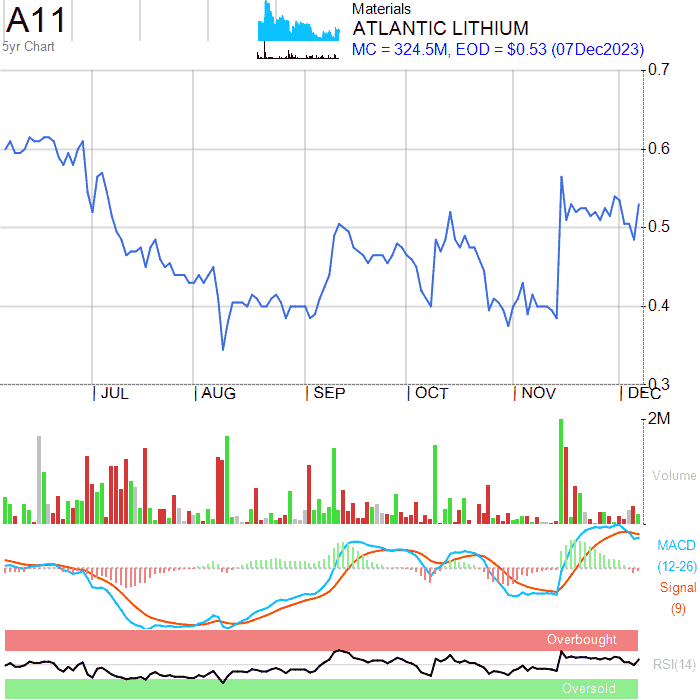 A11
5yr Chart
Materials
ATLANTIC LITHIUM
MC = 324.5M, EOD = $0.53 (07Dec2023)
0.7
0.6
0.5
0.4
0.3
JUL AUG SEP OCT NOV DEC
2M
Volume
MACD
(12-26)
Signal
(9)
Overbought
RSI(14)
Oversold